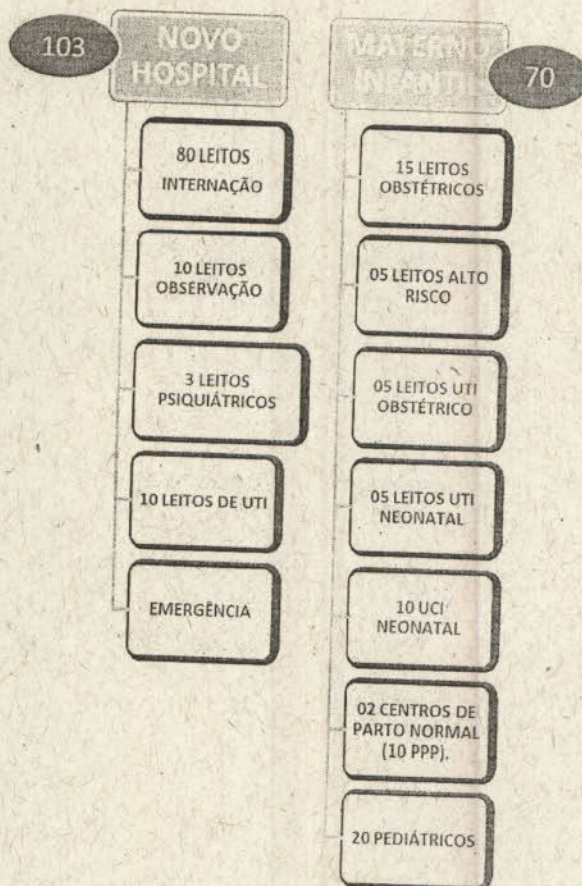 103
NOVO
HOSPITAL
80 LEITOS
INTERNAÇÃO
10 LEITOS
OBSERVAÇÃO
3 LEITOS
PSIQUIÁTRICOS
10 LEITOS DE UTI
EMERGÊNCIA
MATERNO
INFANTIL
70
15 LEITOS
OBSTÉTRICOS
05 LEITOS ALTO
RISCO
05 LEITOS UTI
OBSTÉTRICO
05 LEITOS UTI
NEONATAL
10 UCI
NEONATAL
02 CENTROS DE
PARTO NORMAL
(10 PPP).
20 PEDIÁTRICOS